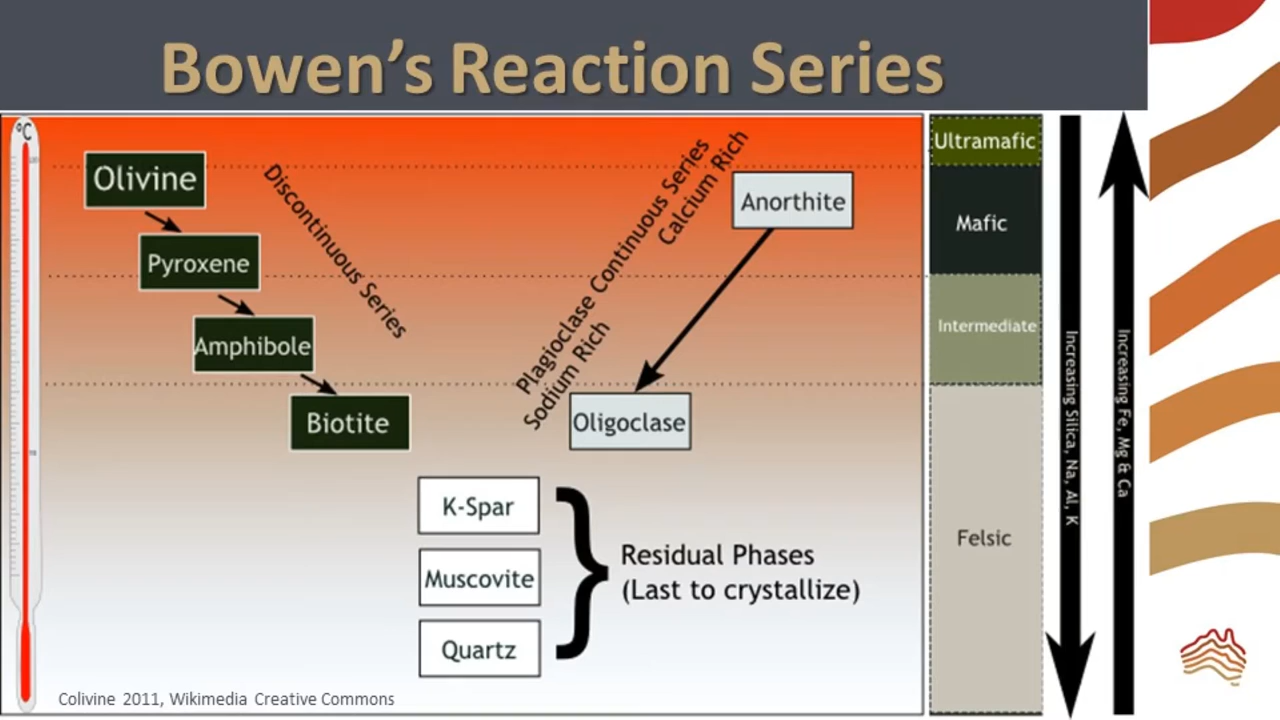 Bowen's Reaction Series
°C
Olivine
Pyroxene
Amphibole
Biotite
Discontinuous Series
Plagioclase Continuous Series
Calcium Rich
Sodium Rich
Anorthite
Oligoclase
K-Spar
Muscovite
Quartz
Residual Phases
(Last to crystallize)
Ultramafic
Mafic
Intermediate
Felsic
Increasing Silica, Na, Al, K
Increasing Fe, Mg & Ca
Colivine 2011, Wikimedia Creative Commons